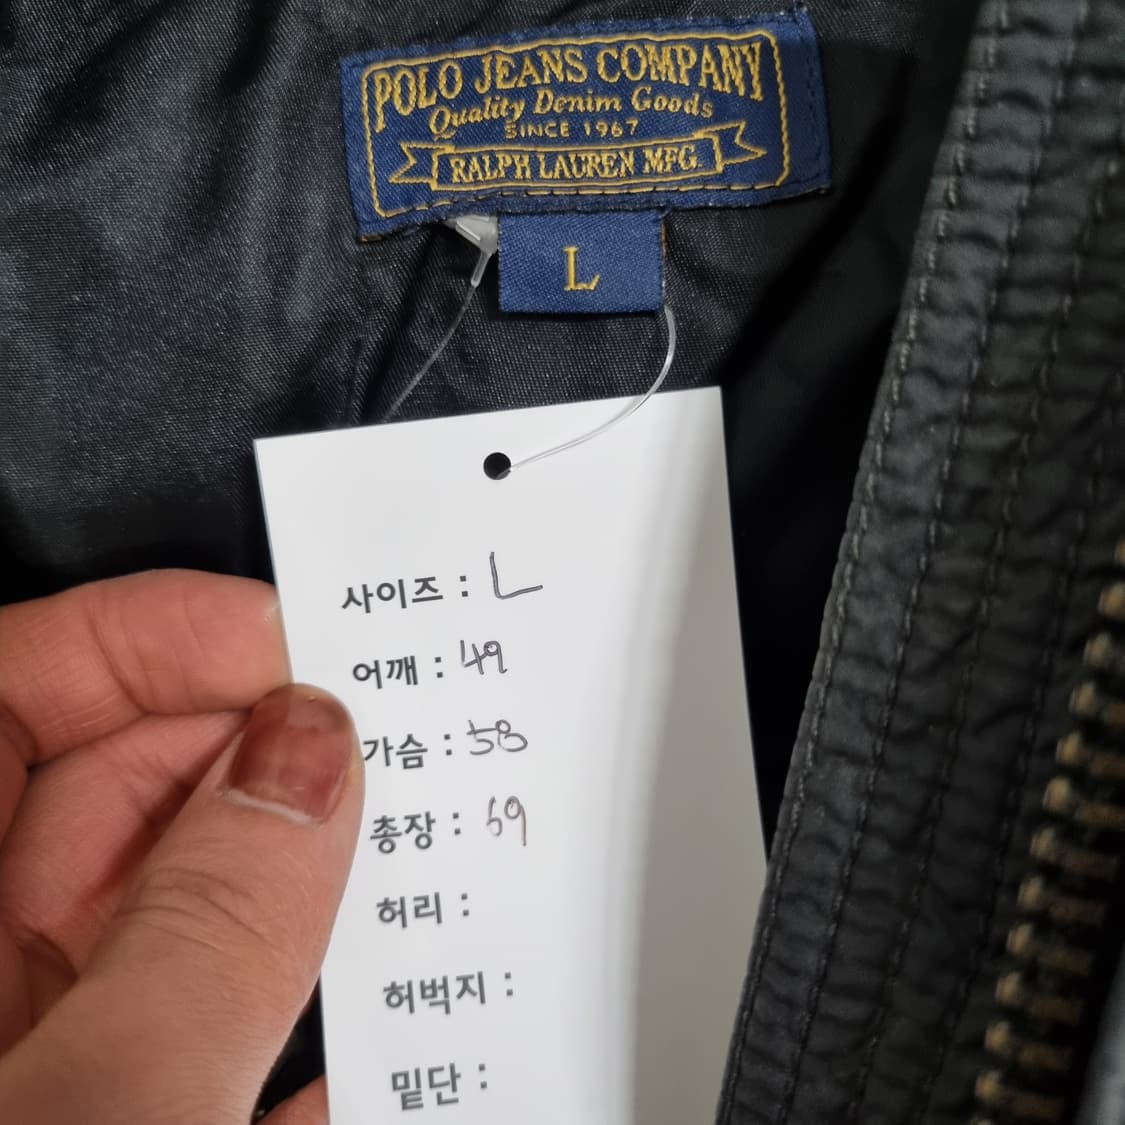 POLO JEANS COMPANY
Quality Denim Goods
SINCE 1967
RALPH LAUREN MFG.
L
사이즈 : L
어깨 : 49
가슴 : 58
총장 : 69
허리 :
허벅지 :
밑단 :